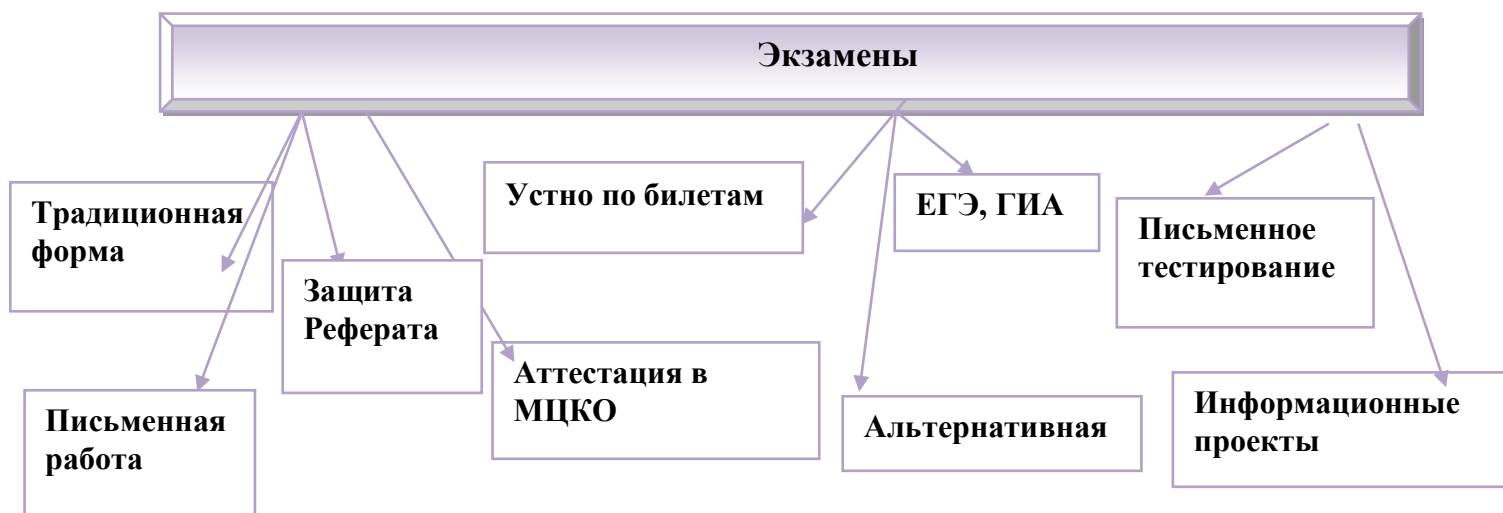 Экзамены
Традиционная
форма
Устно по билетам
ЕГЭ, ГИА
Письменное
тестирование
Защита
Реферата
Аттестация в
МЦКО
Альтернативная
Информационные
проекты
Письменная
работа